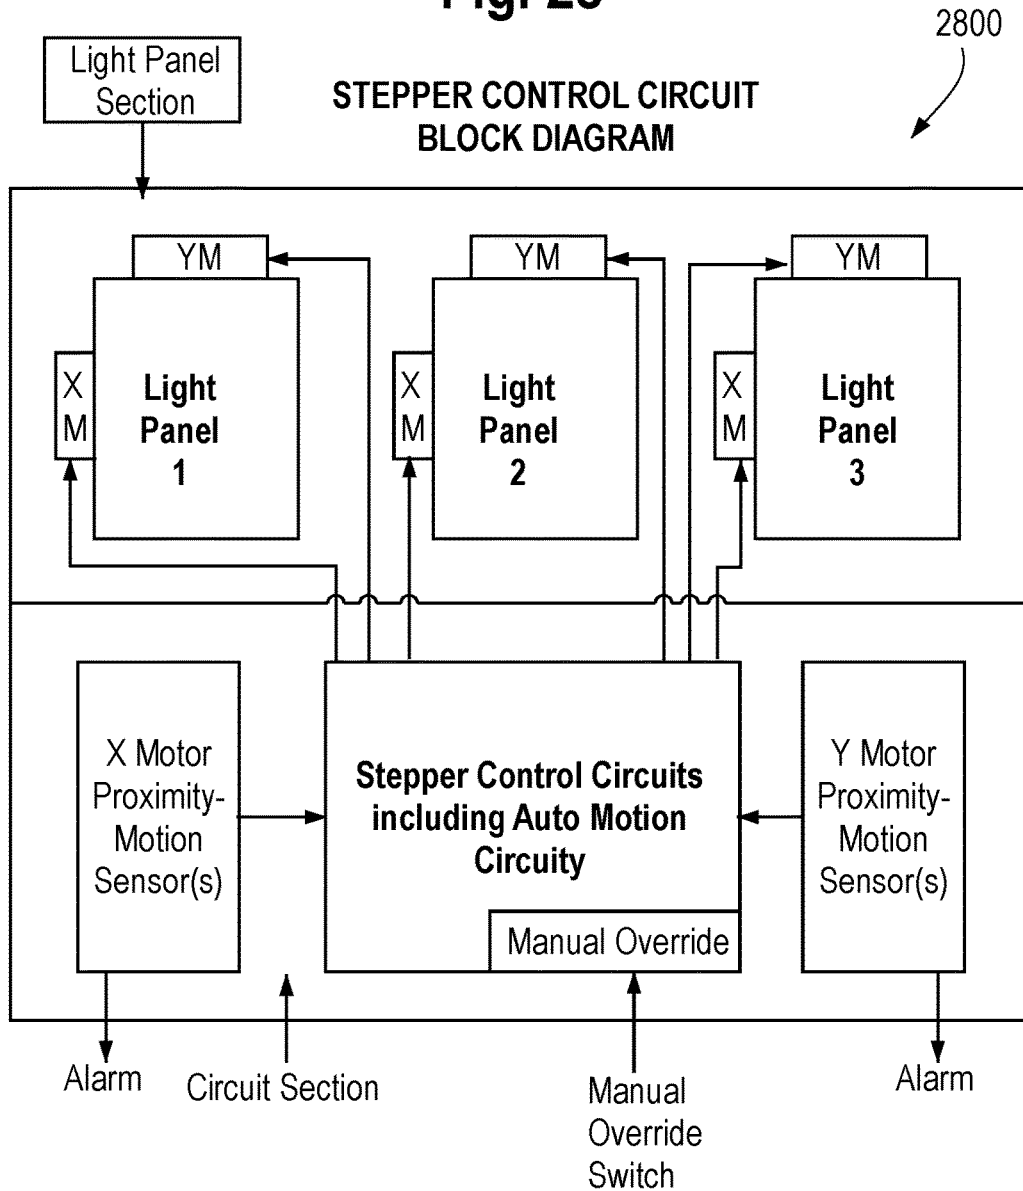 2800
Light Panel
Section
STEPPER CONTROL CIRCUIT
BLOCK DIAGRAM
YM
YM
YM
X
M
Light
Panel
1
X
M
Light
Panel
2
X
M
Light
Panel
3
X Motor
Proximity-
Motion
Sensor(s)
Stepper Control Circuits
including Auto Motion
Circuity
Manual Override
Y Motor
Proximity-
Motion
Sensor(s)
Alarm
Circuit Section
Manual
Override
Switch
Alarm